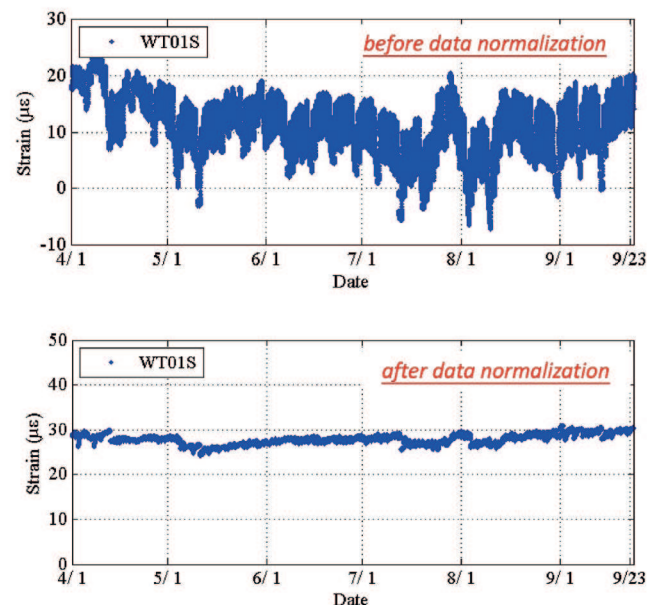 30
WT01S
before data normalization
20
10
0
-10
Strain (με)
4/ 1 5/ 1 6/ 1 7/ 1 8/ 1 9/ 1 9/23
Date
50
WT01S
after data normalization
40
30
20
10
0
Strain (με)
4/ 1 5/ 1 6/ 1 7/ 1 8/ 1 9/ 1 9/23
Date